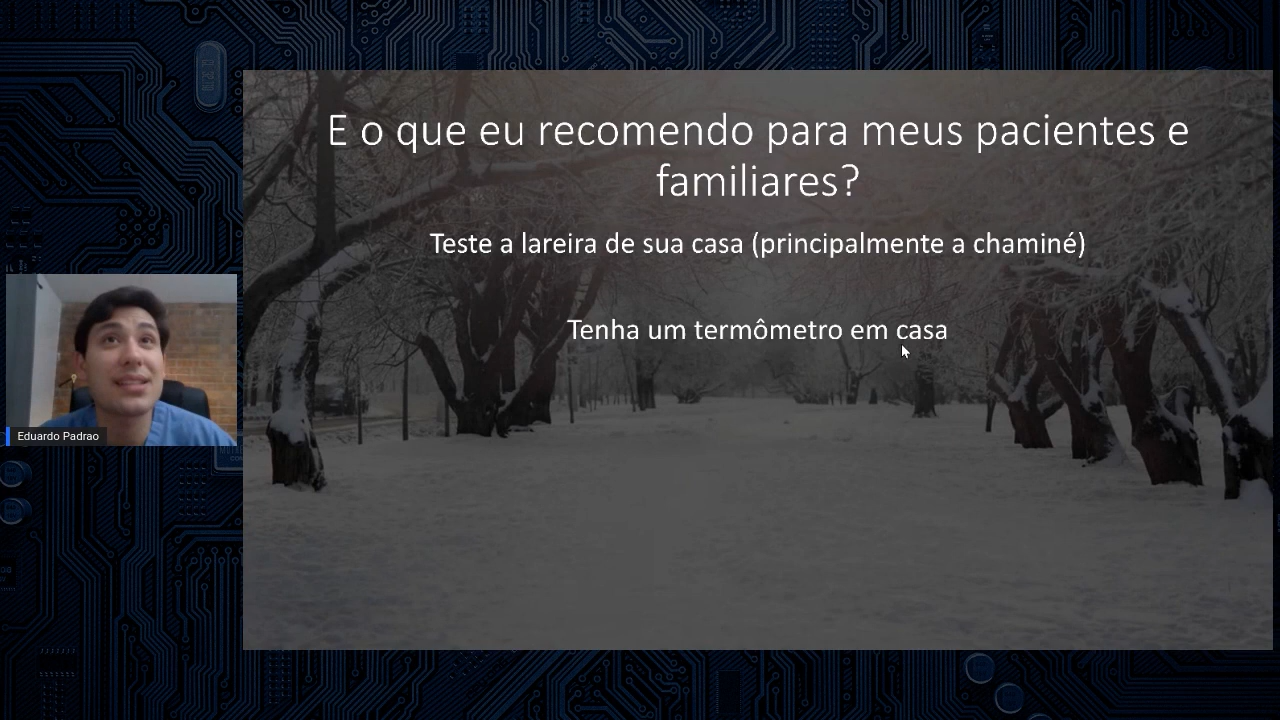 E o que eu recomendo para meus pacientes e
familiares?
Teste a lareira de sua casa (principalmente a chaminé)
Tenha um termômetro em casa
Eduardo Padrao